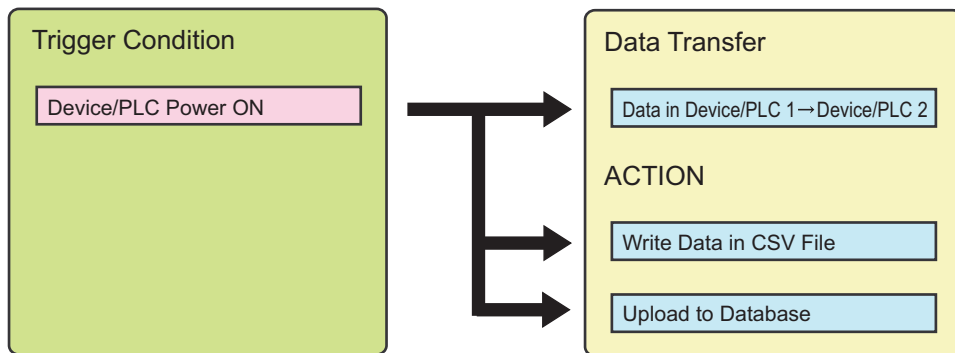 Trigger Condition
Device/PLC Power ON
Data Transfer
Data in Device/PLC 1→Device/PLC 2
ACTION
Write Data in CSV File
Upload to Database